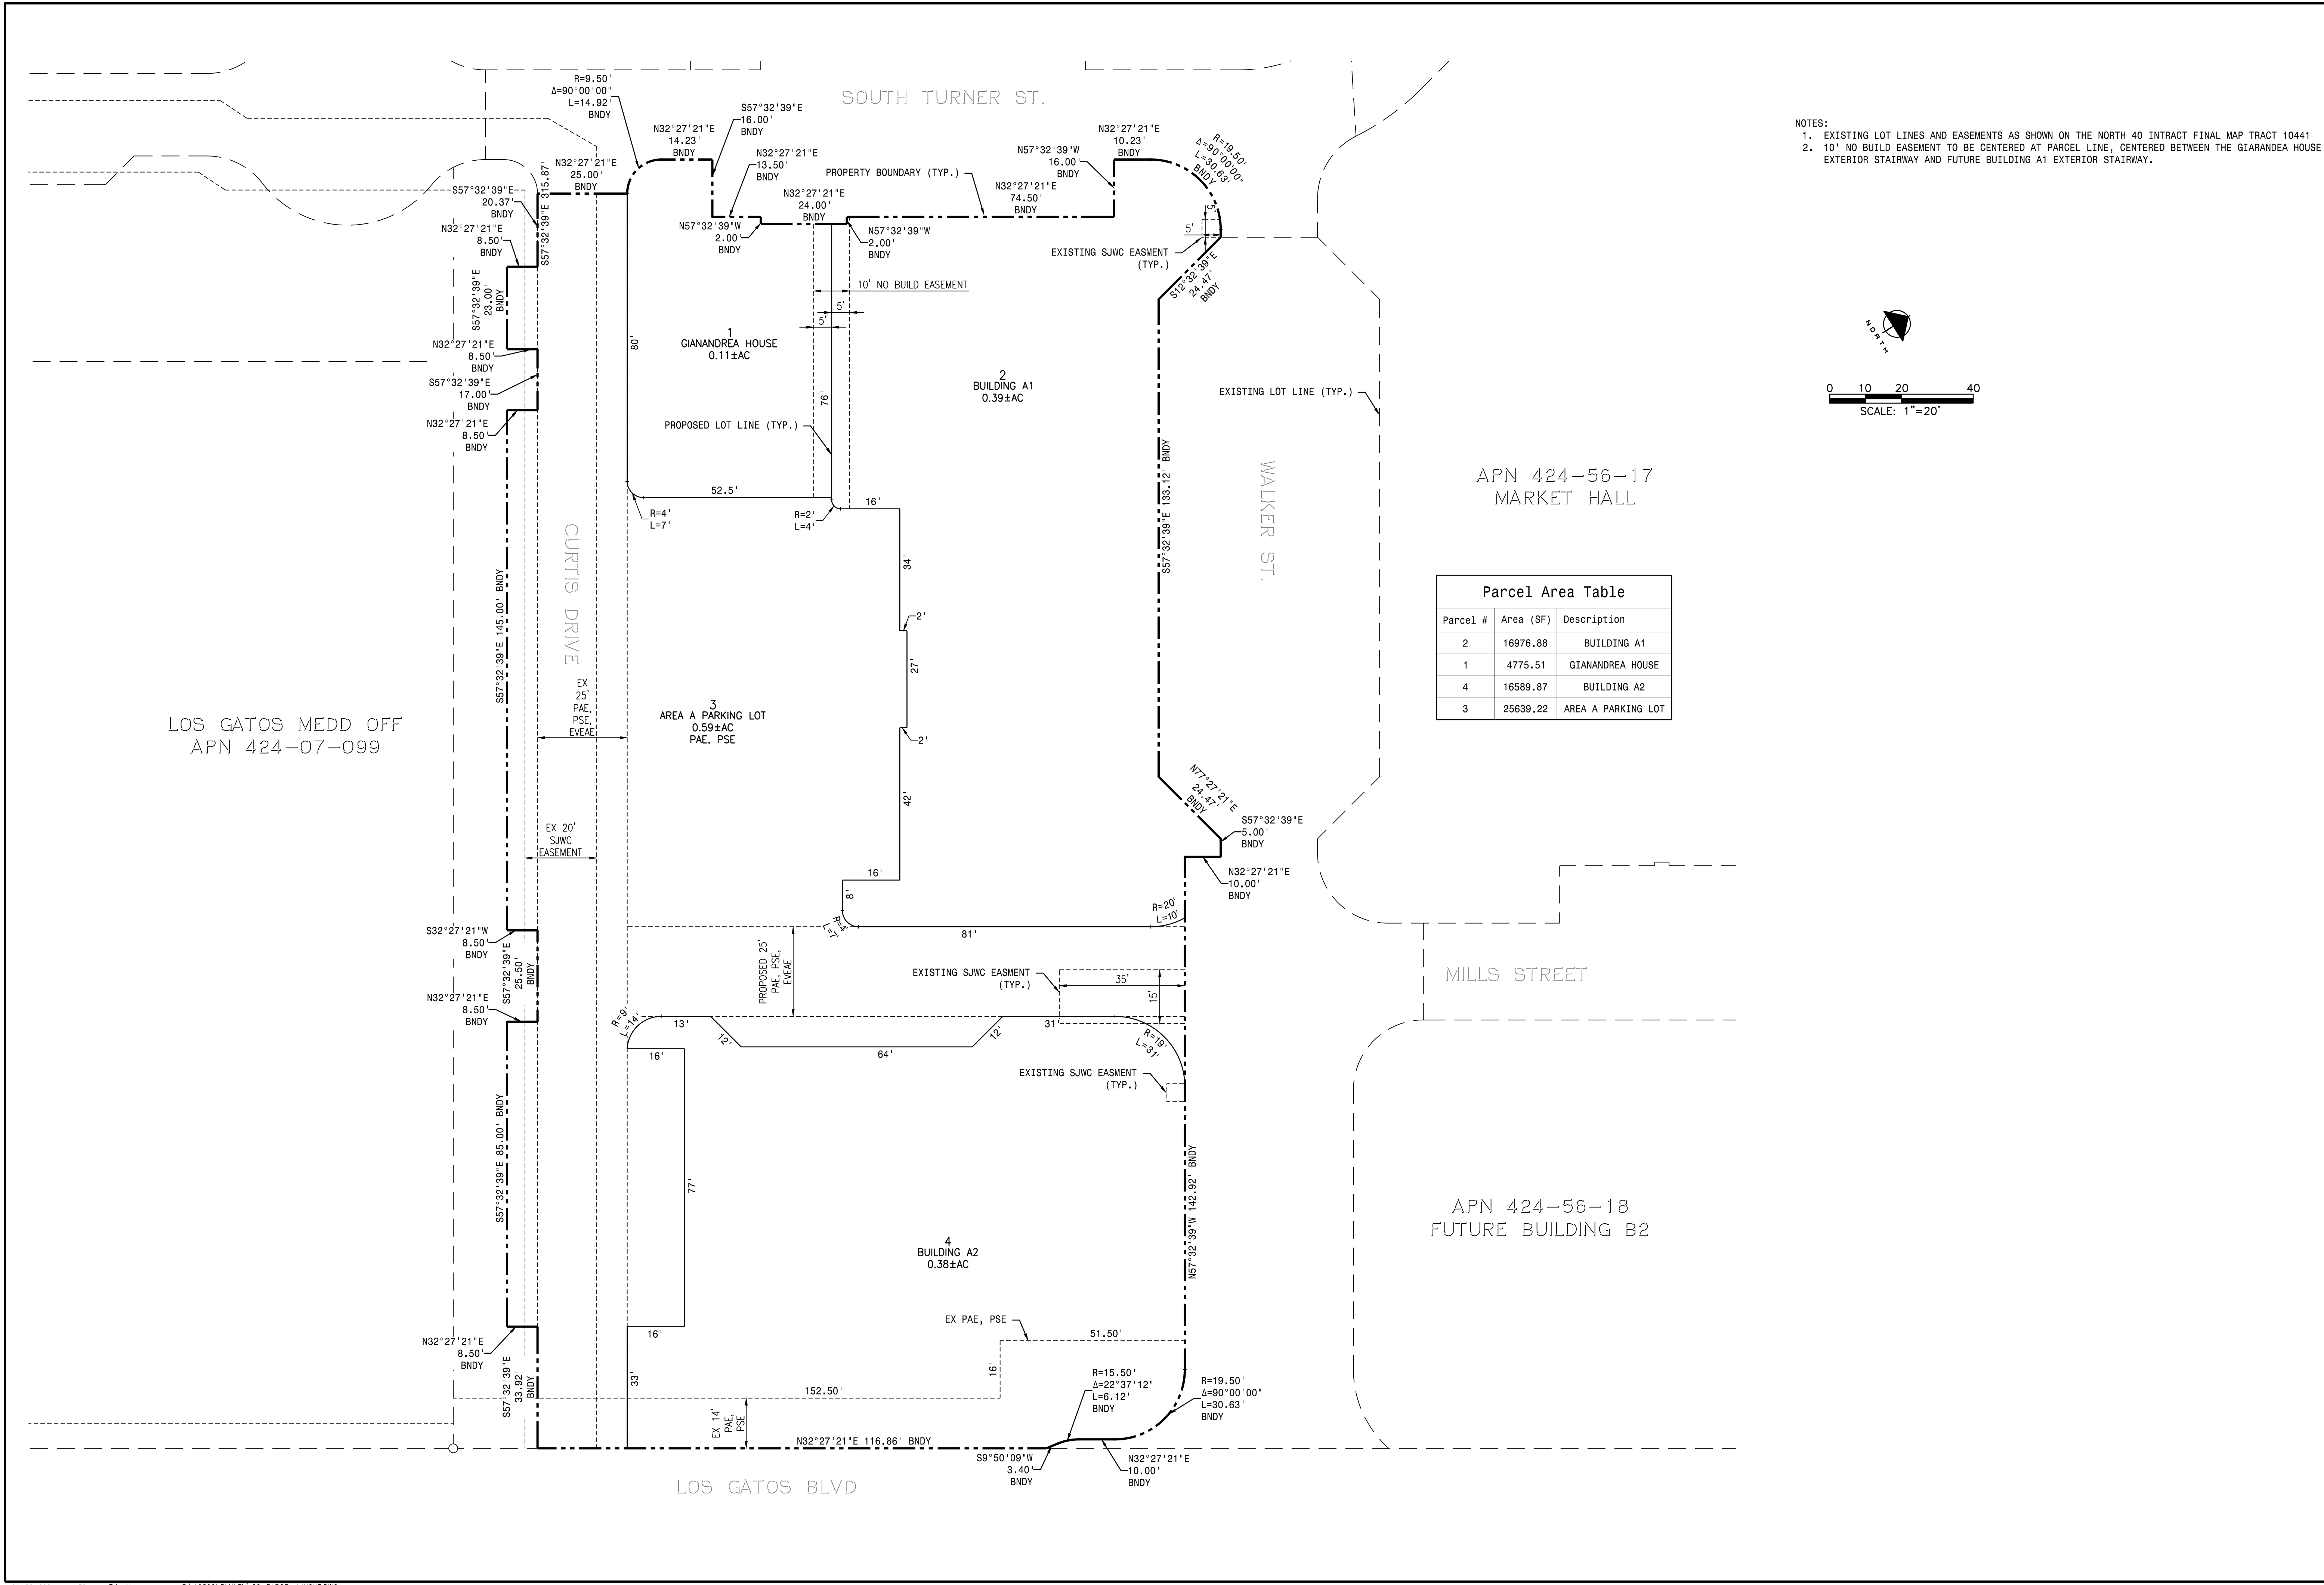 R=9.50'
Δ=90°00'00"
L=14.92'
BNDY
SOUTH TURNER ST.
S57°32'39"E
16.00'
BNDY
N32°27'21"E
14.23'
BNDY
N32°27'21"E
13.50'
BNDY
N32°27'21"E
25.00'
BNDY
N32°27'21"E
24.00'
BNDY
PROPERTY BOUNDARY (TYP.)
N32°27'21"E
74.50'
BNDY
N57°32'39"W
16.00'
BNDY
N32°27'21"E
10.23'
BNDY
R=19.50'
Δ=90°00'00"
L=30.63'
BNDY
NOTES:
1. EXISTING LOT LINES AND EASEMENTS AS SHOWN ON THE NORTH 40 INTRACT FINAL MAP TRACT 10441
2. 10' NO BUILD EASEMENT TO BE CENTERED AT PARCEL LINE, CENTERED BETWEEN THE GIARANDEA HOUSE
EXTERIOR STAIRWAY AND FUTURE BUILDING A1 EXTERIOR STAIRWAY.
S57°32'39"E
20.37'
BNDY
S57°32'39"E 315.87'
N32°27'21"E
8.50'
BNDY
N57°32'39"W
2.00'
BNDY
N57°32'39"W
2.00'
BNDY
5'
5'
EXISTING SJWC EASMENT
(TYP.)
S12°32'39"E
24.47'
BNDY
S57°32'39"E
23.00'
BNDY
10' NO BUILD EASEMENT
5'
5'
NORTH
1
GIANANDREA HOUSE
0.11±AC
80'
N32°27'21"E
8.50'
BNDY
S57°32'39"E
17.00'
BNDY
N32°27'21"E
8.50'
BNDY
2
BUILDING A1
0.39±AC
76'
EXISTING LOT LINE (TYP.)
0 10 20 40
SCALE: 1"=20'
PROPOSED LOT LINE (TYP.)
S57°32'39"E 133.12' BNDY
WALKER ST.
APN 424-56-17
MARKET HALL
52.5'
R=4'
L=7'
R=2'
L=4'
16'
34'
CURTIS DRIVE
S57°32'39"E 145.00' BNDY
Parcel Area Table
Parcel # Area (SF) Description
2 16976.88 BUILDING A1
1 4775.51 GIANANDREA HOUSE
4 16589.87 BUILDING A2
3 25639.22 AREA A PARKING LOT
2'
27'
2'
EX
25'
PAE,
PSE,
EVEAE
3
AREA A PARKING LOT
0.59±AC
PAE, PSE
LOS GATOS MEDD OFF
APN 424-07-099
42'
N77°27'21"E
24.47'
BNDY
S57°32'39"E
5.00'
BNDY
EX 20'
SJWC
EASEMENT
16'
8'
N32°27'21"E
10.00'
BNDY
R=4'
L=7'
81'
R=20'
L=10'
S32°27'21"W
8.50'
BNDY
S57°32'39"E
25.50'
BNDY
PROPOSED 25'
PAE, PSE,
EVEAE
EXISTING SJWC EASMENT
(TYP.)
35'
15'
MILLS STREET
N32°27'21"E
8.50'
BNDY
R=9'
L=14'
13'
12'
64'
12'
31'
R=19'
L=31'
16'
EXISTING SJWC EASMENT
(TYP.)
S57°32'39"E 85.00' BNDY
77'
N57°32'39"W 142.92' BNDY
APN 424-56-18
FUTURE BUILDING B2
4
BUILDING A2
0.38±AC
16'
EX PAE, PSE
51.50'
N32°27'21"E
8.50'
BNDY
S57°32'39"E
33.92'
BNDY
33'
16'
152.50'
R=15.50'
Δ=22°37'12"
L=6.12'
BNDY
R=19.50'
Δ=90°00'00"
L=30.63'
BNDY
EX 14'
PAE,
PSE
N32°27'21"E 116.86' BNDY
S9°50'09"W
3.40'
BNDY
N32°27'21"E
10.00'
BNDY
LOS GATOS BLVD